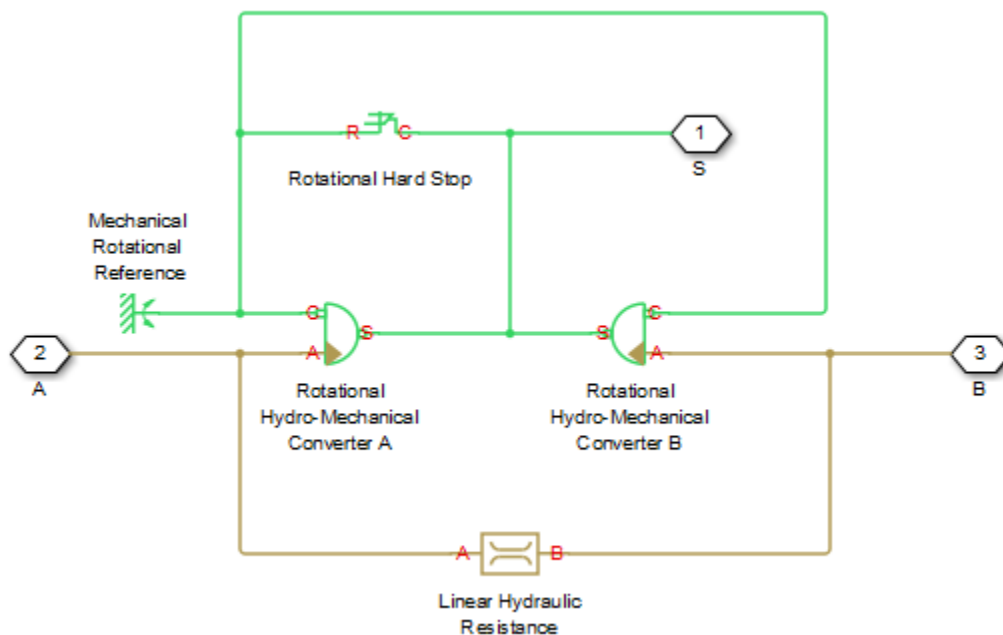 R
C
1
S
Rotational Hard Stop
Mechanical
Rotational
Reference
C
S
S
C
2
A
A
A
3
B
Rotational
Hydro-Mechanical
Converter A
Rotational
Hydro-Mechanical
Converter B
A
B
Linear Hydraulic
Resistance